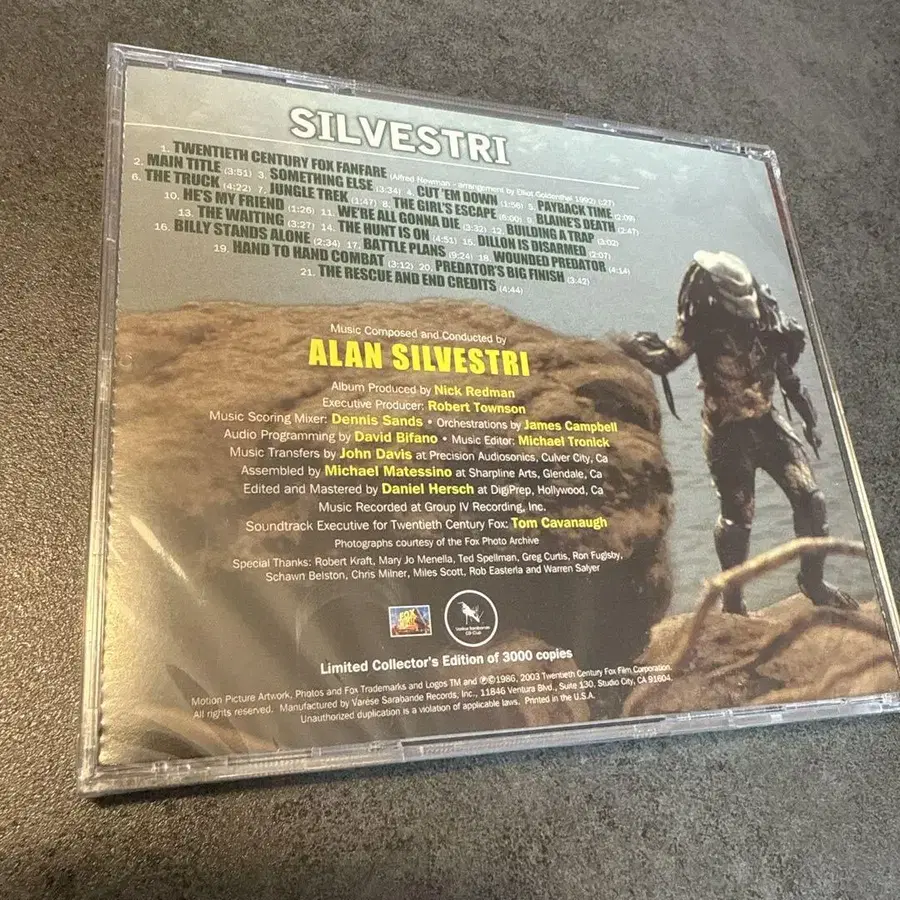 SILVESTRI
1. TWENTIETH CENTURY FOX FANFARE (Alfred Newman - arrangement by Elliot Goldenthal 1992) (:27)
2. MAIN TITLE (3:51) 3. SOMETHING ELSE (3:34) 4. CUT 'EM DOWN (1:56) 5. PAYBACK TIME (2:09)
6. THE TRUCK (4:22) 7. JUNGLE TREK (1:47) 8. THE GIRL'S ESCAPE (6:00) 9. BLAINE'S DEATH (2:47)
10. HE'S MY FRIEND (1:26) 11. WE'RE ALL GONNA DIE (3:32) 12. BUILDING A TRAP (3:02)
13. THE WAITING (3:27) 14. THE HUNT IS ON (4:51) 15. DILLON IS DISARMED (2:07)
16. BILLY STANDS ALONE (2:34) 17. BATTLE PLANS (9:24) 18. WOUNDED PREDATOR (4:14)
19. HAND TO HAND COMBAT (3:12) 20. PREDATOR'S BIG FINISH (3:42)
21. THE RESCUE AND END CREDITS (4:44)
Music Composed and Conducted by
ALAN SILVESTRI
Album Produced by Nick Redman
Executive Producer: Robert Townson
Music Scoring Mixer: Dennis Sands • Orchestrations by James Campbell
Audio Programming by David Bifano • Music Editor: Michael Tronick
Music Transfers by John Davis at Precision Audiosonics, Culver City, Ca
Assembled by Michael Matessino at Sharpline Arts, Glendale, Ca
Edited and Mastered by Daniel Hersch at DigiPrep, Hollywood, Ca
Music Recorded at Group IV Recording, Inc.
Soundtrack Executive for Twentieth Century Fox: Tom Cavanaugh
Photographs courtesy of the Fox Photo Archive
Special Thanks: Robert Kraft, Mary Jo Menella, Ted Spellman, Greg Curtis, Ron Fugisby,
Schawn Belston, Chris Milner, Miles Scott, Rob Easterla and Warren Salyer
FOX
Varèse Sarabande
CD Club
Limited Collector's Edition of 3000 copies
Motion Picture Artwork, Photos and Fox Trademarks and Logos TM and ℗©1986, 2003 Twentieth Century Fox Film Corporation.
All rights reserved. Manufactured by Varèse Sarabande Records, Inc., 11846 Ventura Blvd., Suite 130, Studio City, CA 91604.
Unauthorized duplication is a violation of applicable laws. Printed in the U.S.A.